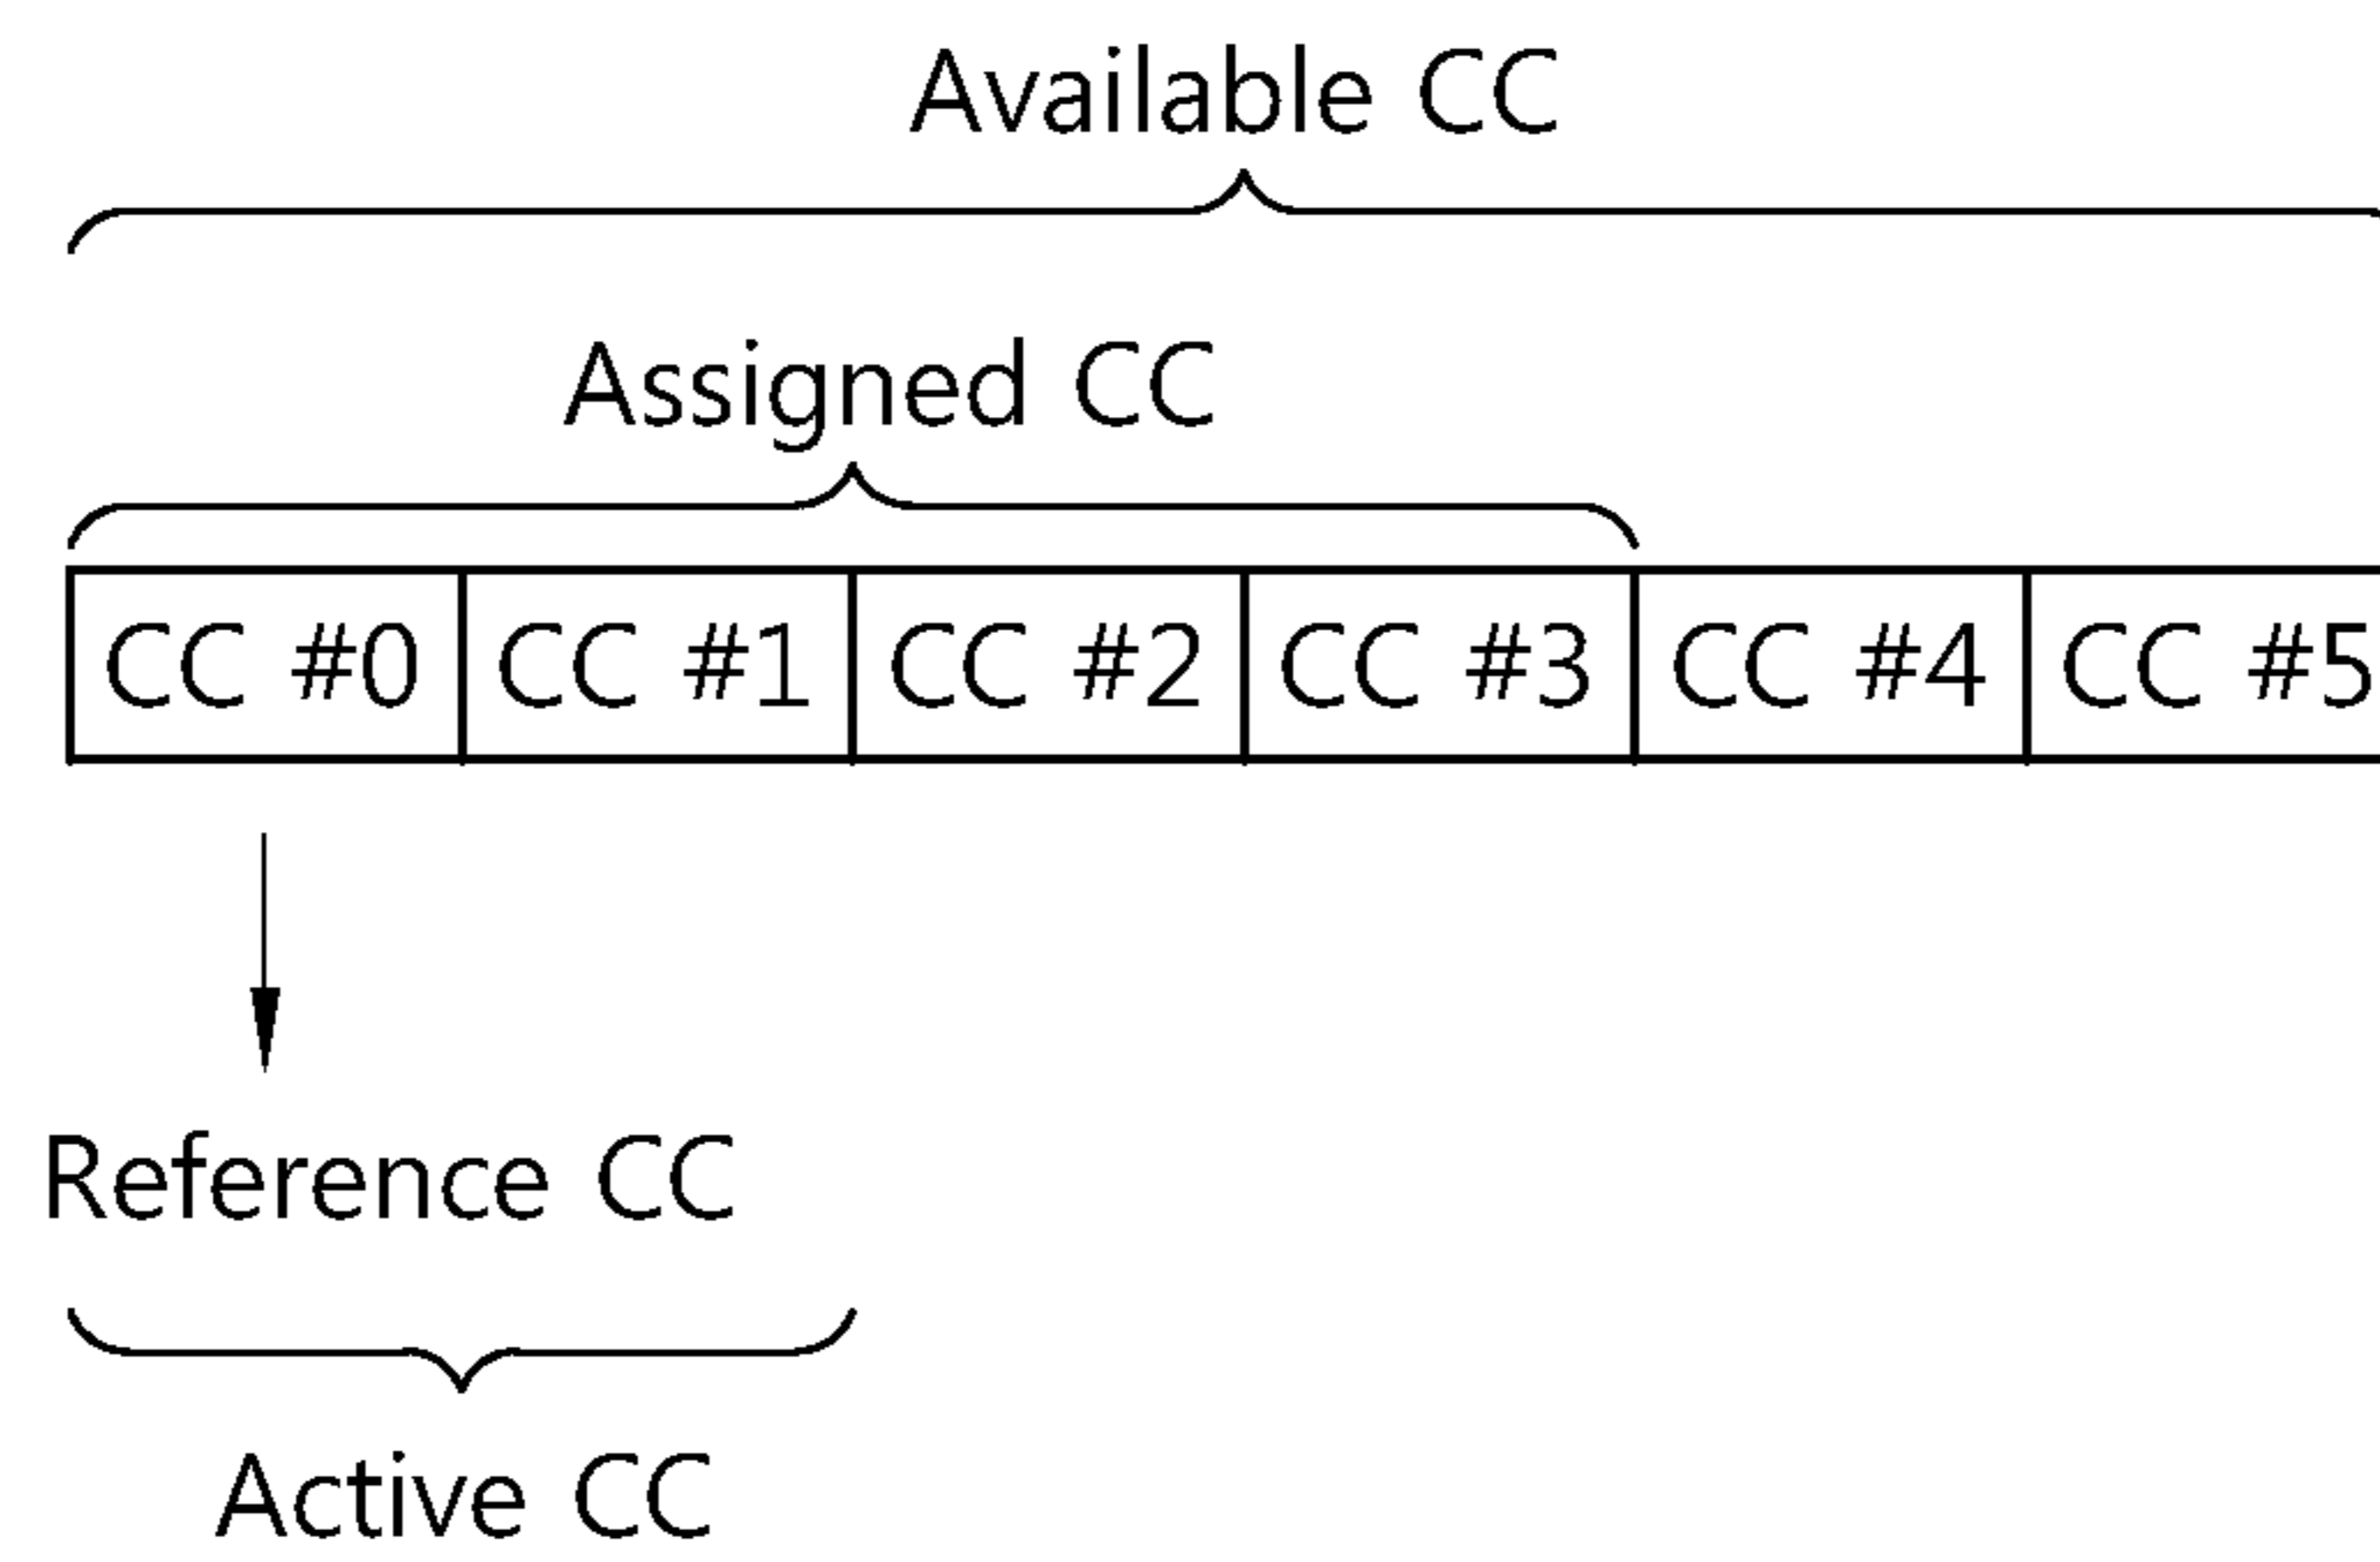 Available CC
Assigned CC
CC #0 CC #1 CC #2 CC #3 CC #4 CC #5
Reference CC
Active CC